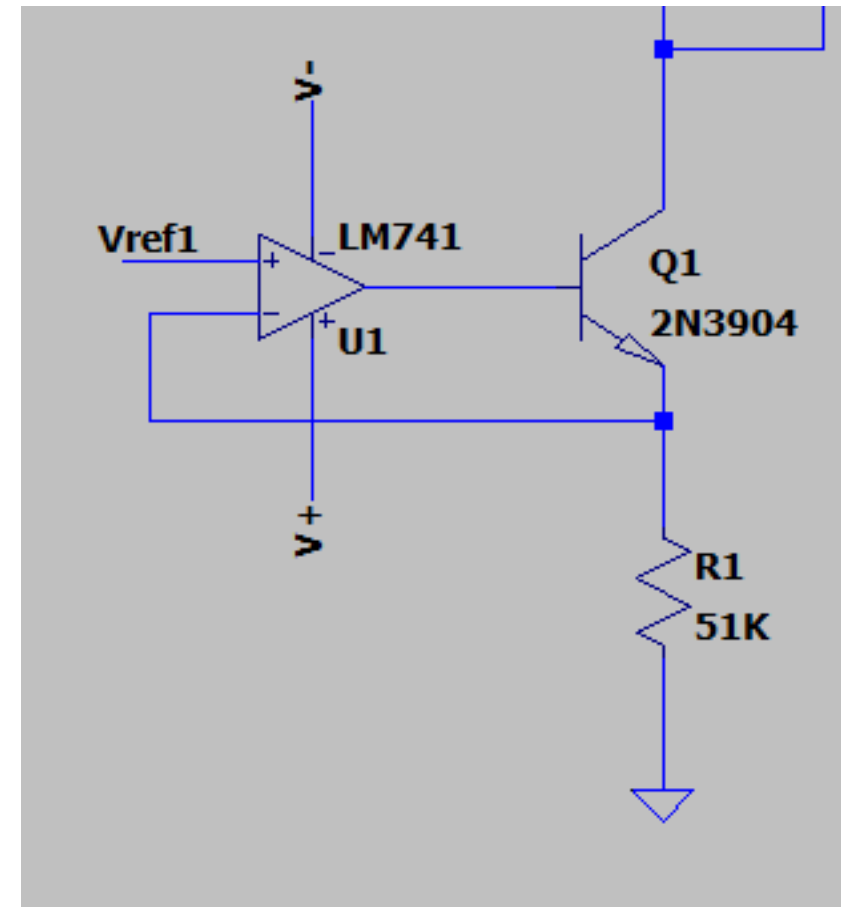 V-
Vref1
+
-
LM741
-
+
U1
Q1
2N3904
V+
R1
51K